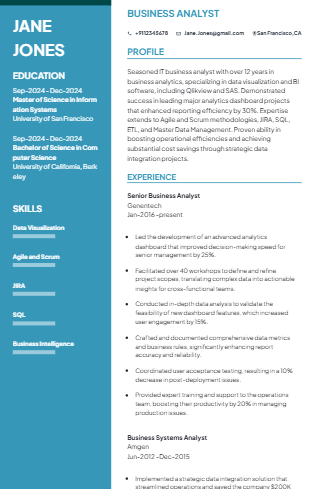 JANE
JONES
EDUCATION
Sep-2024-Dec-2024
Master of Science in Inform
ation Systems
University of San Francisco
Sep-2024-Dec-2024
Bachelor of Science in Com
puter Science
University of California, Berk
eley
SKILLS
Data Visualization
Agile and Scrum
JIRA
SQL
Business Intelligence
BUSINESS ANALYST
+9112345678 Jane.Jones@gmail.com San Francisco, CA
PROFILE
Seasoned IT business analyst with over 12 years in
business analytics, specializing in data visualization and BI
software, including Qlikview and SAS. Demonstrated
success in leading major analytics dashboard projects
that enhanced reporting efficiency by 30%. Expertise
extends to Agile and Scrum methodologies, JIRA, SQL,
ETL, and Master Data Management. Proven ability in
boosting operational efficiencies and achieving
substantial cost savings through strategic data
integration projects.
EXPERIENCE
Senior Business Analyst
Genentech
Jan-2016 -present
• Led the development of an advanced analytics
dashboard that improved decision-making speed for
senior management by 25%.
• Facilitated over 40 workshops to define and refine
project scopes, translating complex data into actionable
insights for cross-functional teams.
• Conducted in-depth data analysis to validate the
feasibility of new dashboard features, which increased
user engagement by 15%.
• Crafted and documented comprehensive data metrics
and business rules, significantly enhancing report
accuracy and reliability.
• Coordinated user acceptance testing, resulting in a 10%
decrease in post-deployment issues.
• Provided expert training and support to the operations
team, boosting their productivity by 20% in managing
production issues.
Business Systems Analyst
Amgen
Jun-2012 -Dec-2015
• Implemented a strategic data integration solution that
streamlined operations and saved the company $200K